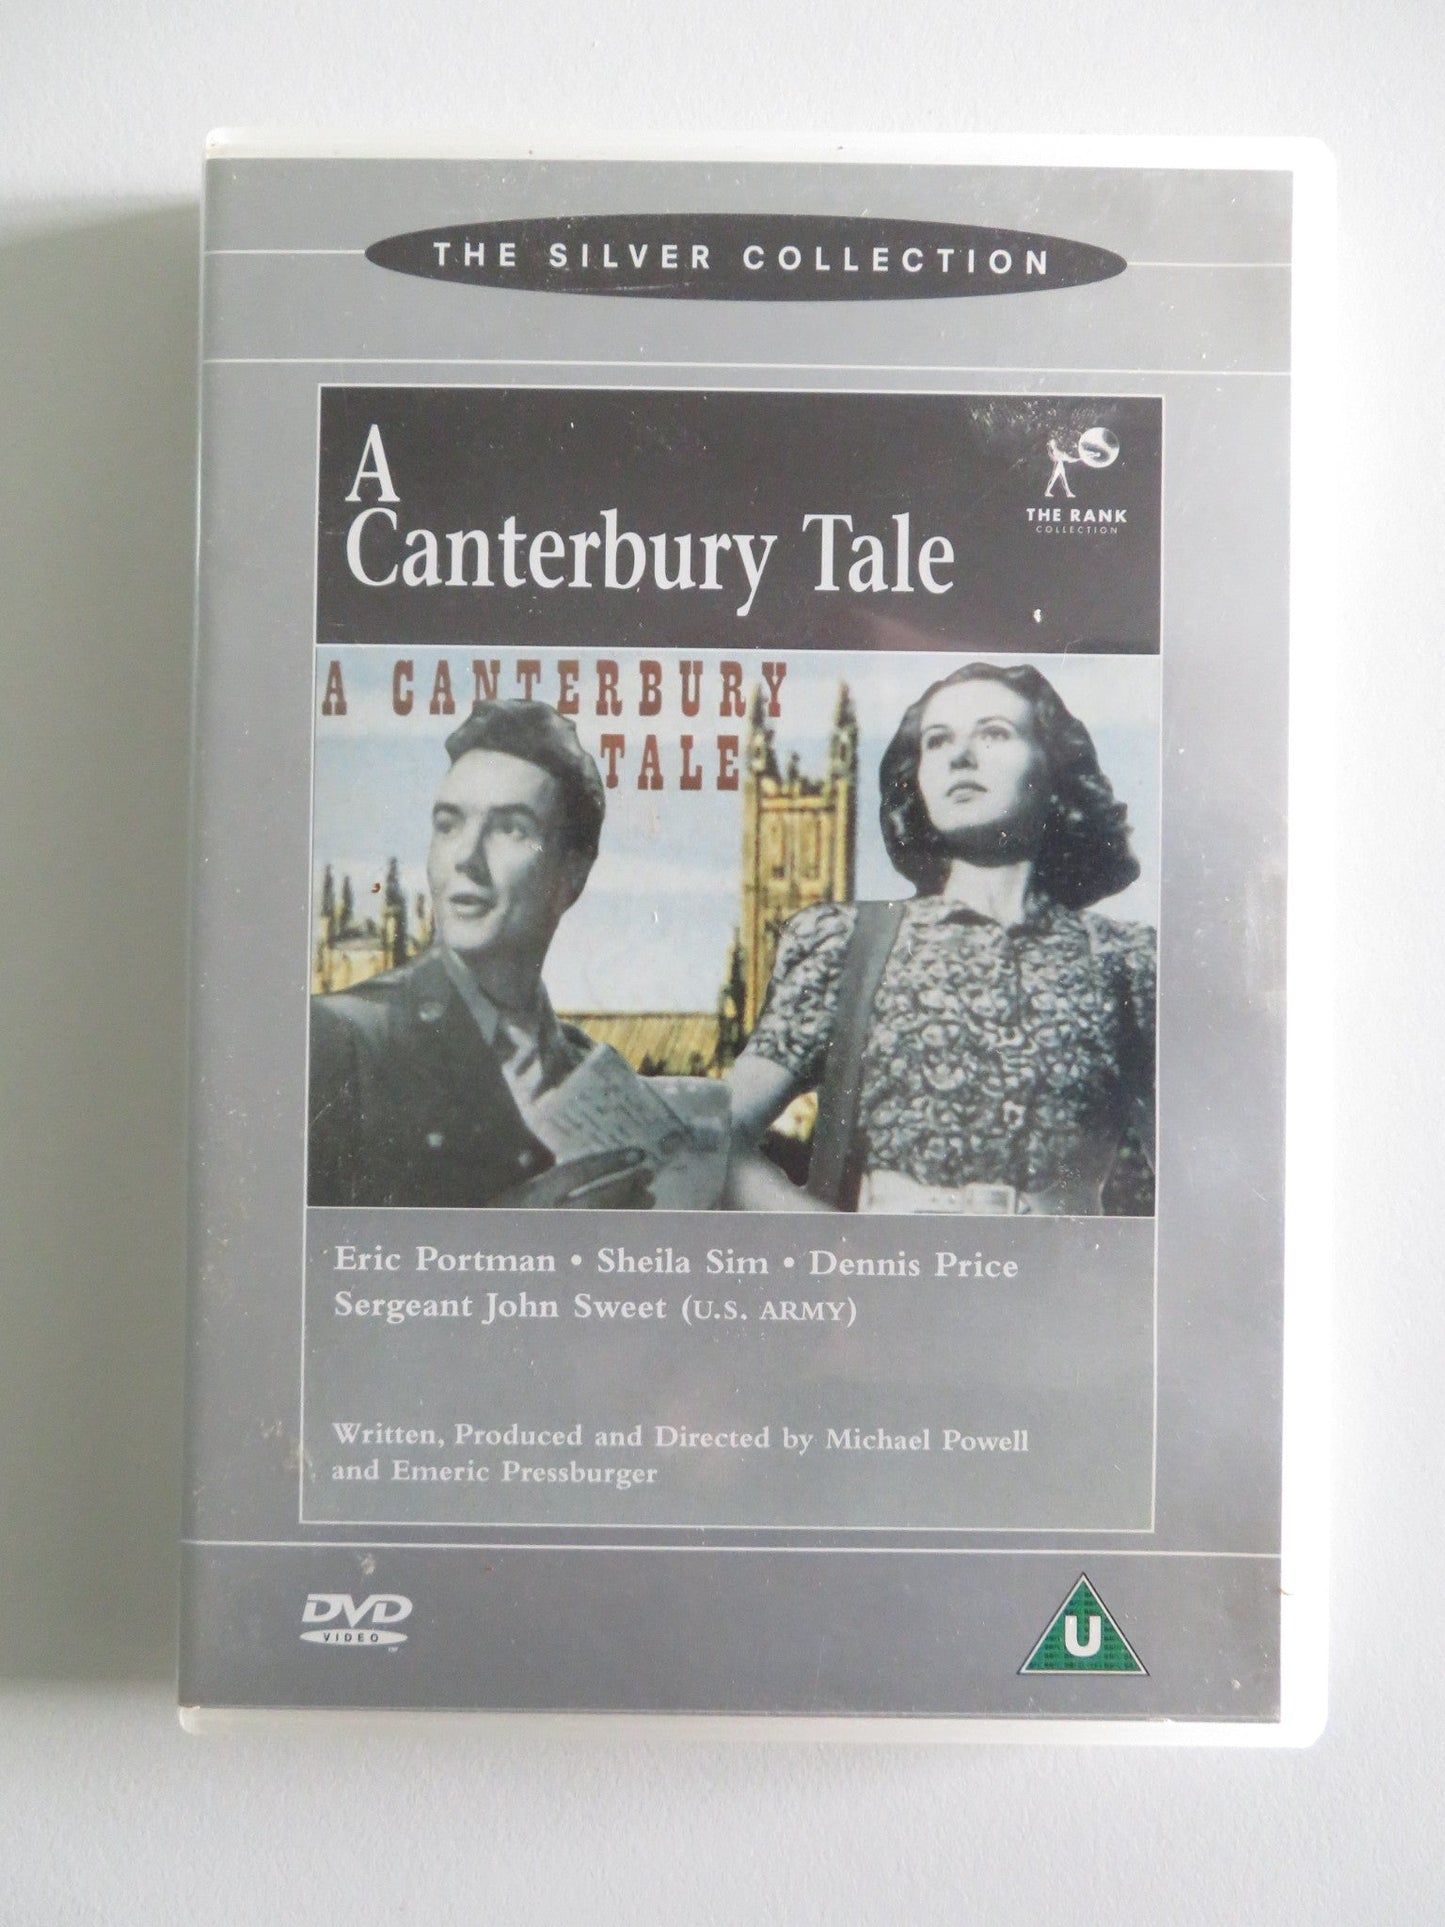 THE SILVER COLLECTION
A
Canterbury Tale
THE RANK
COLLECTION
A CANTERBURY
TALE
Eric Portman • Sheila Sim • Dennis Price
Sergeant John Sweet (U.S. ARMY)
Written, Produced and Directed by Michael Powell
and Emeric Pressburger
DVD
VIDEO
TM
U